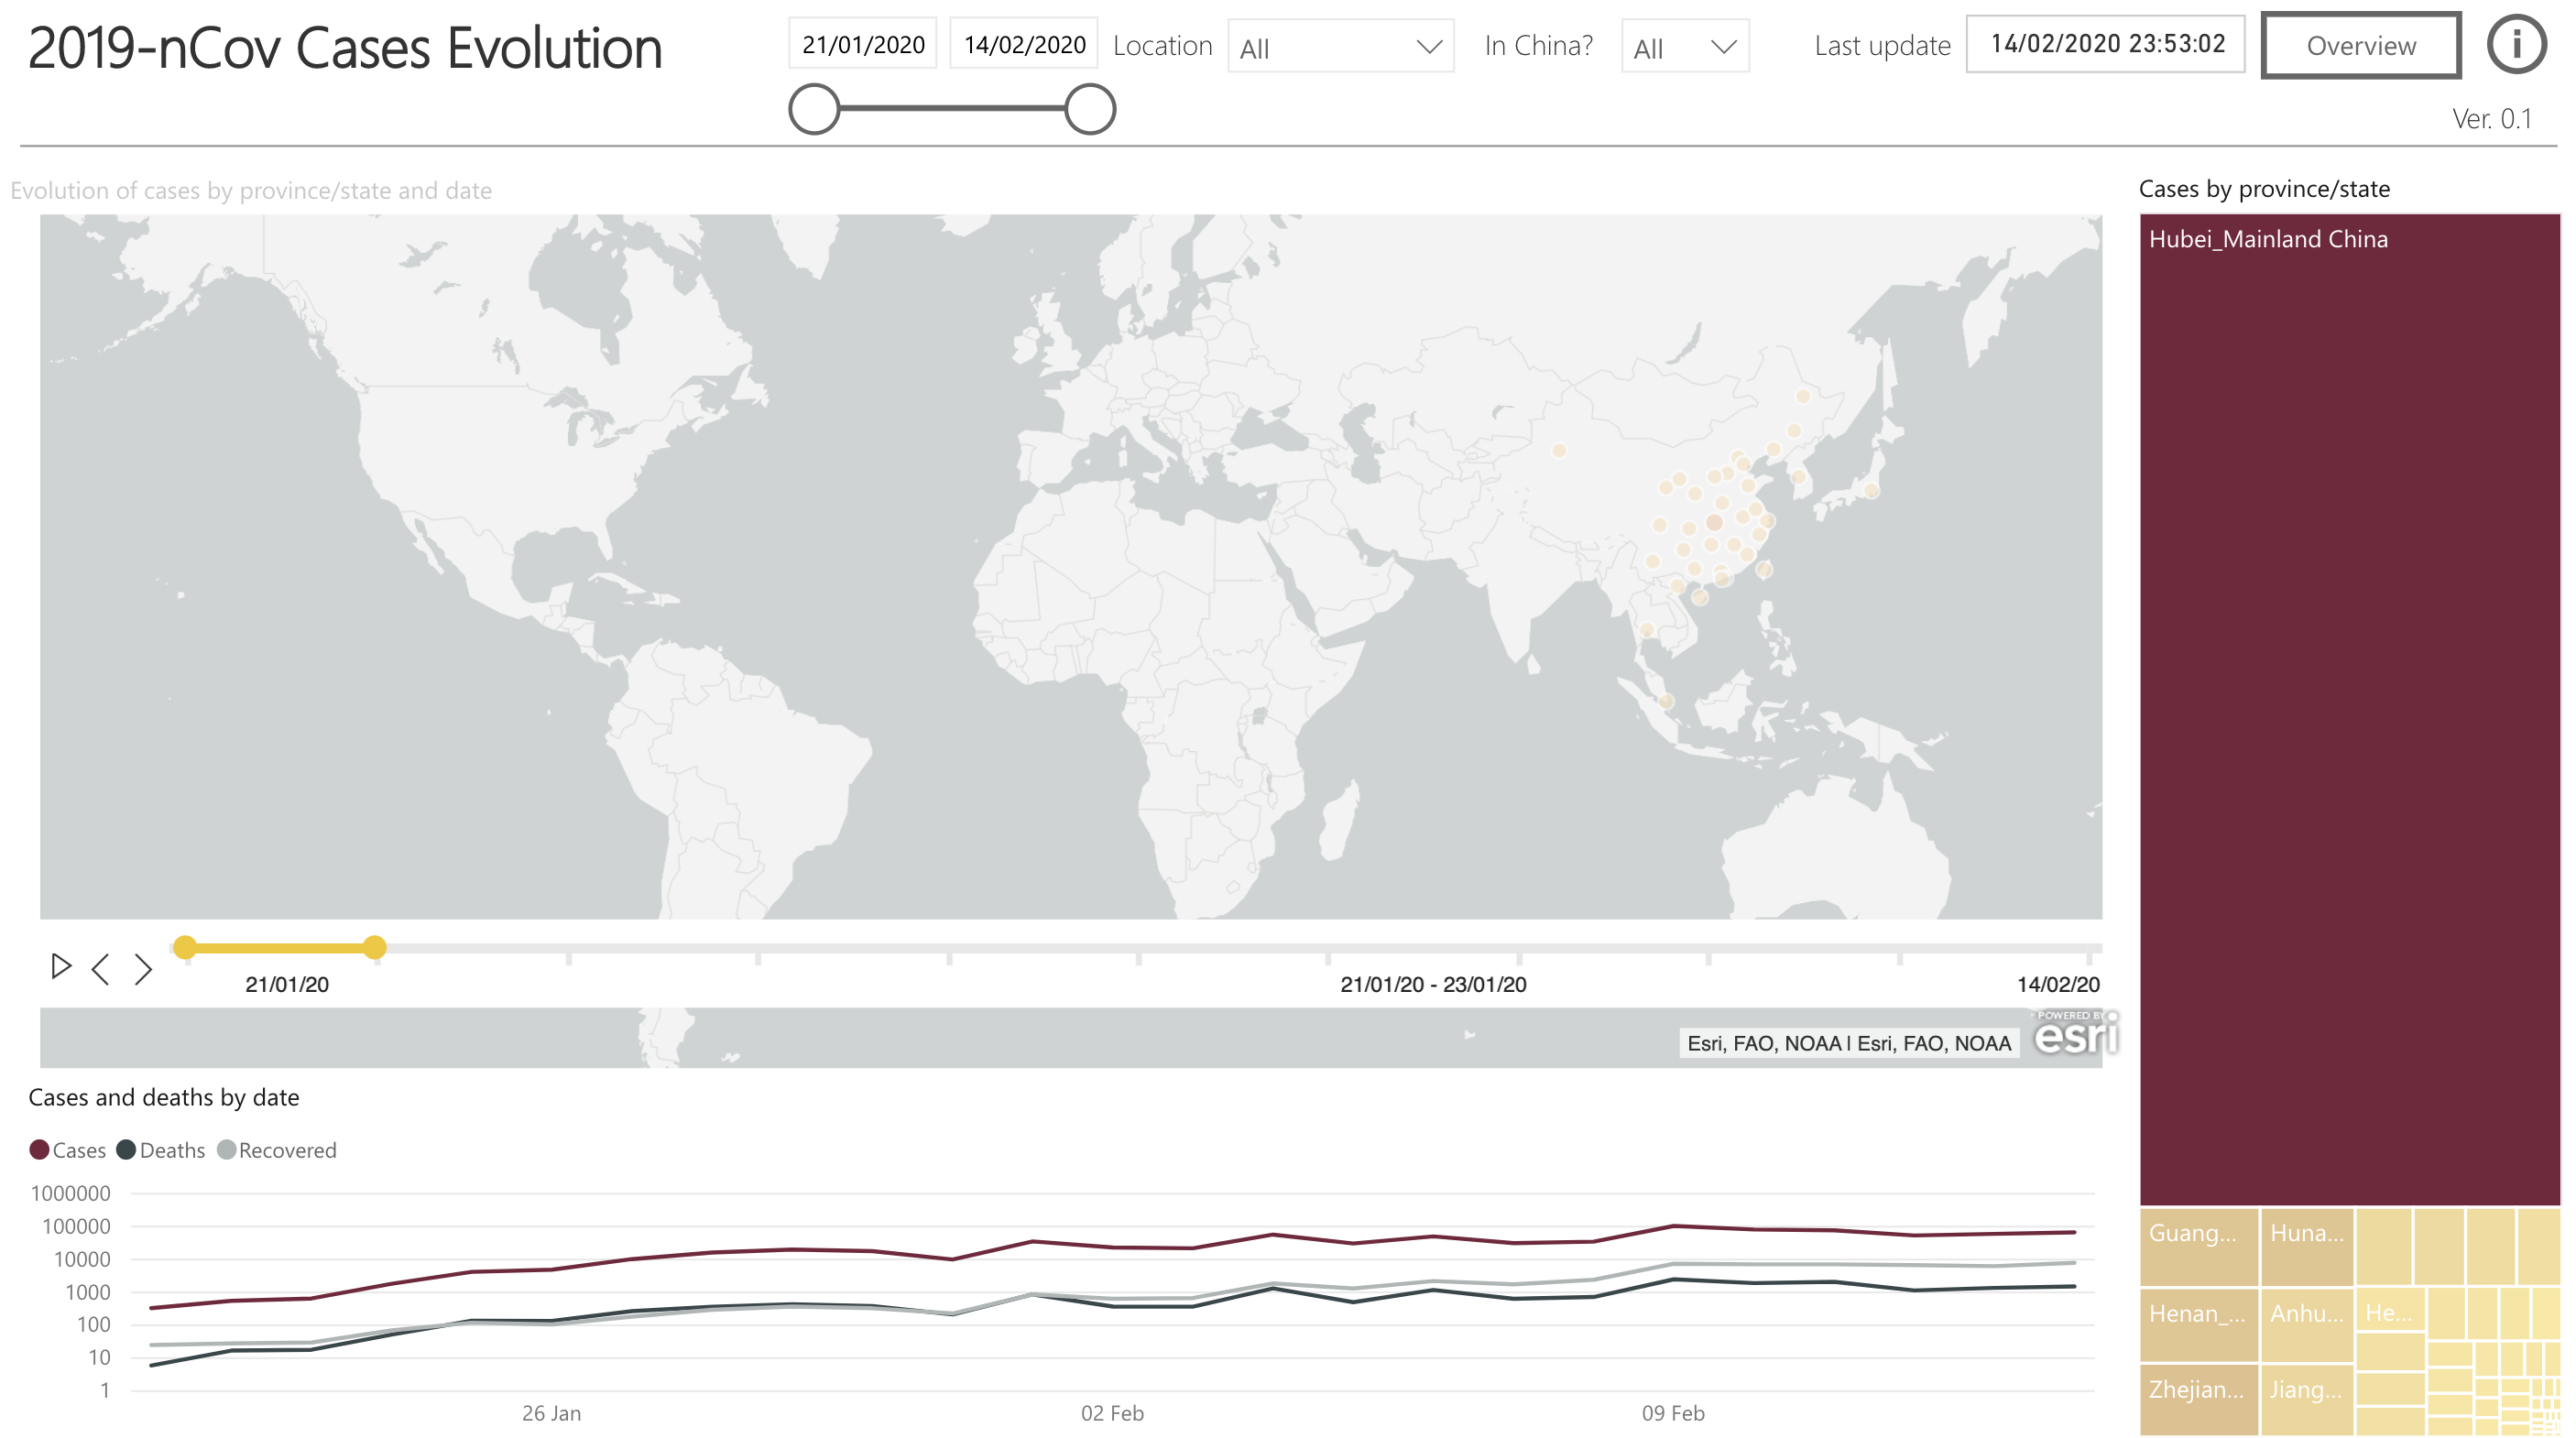 2019-nCov Cases Evolution
21/01/2020 14/02/2020 Location All In China? All Last update 14/02/2020 23:53:02 Overview i
Ver. 0.1
Evolution of cases by province/state and date
Cases by province/state
Hubei_Mainland China
21/01/20 21/01/20 - 23/01/20 14/02/20
POWERED BY
esri
Esri, FAO, NOAA | Esri, FAO, NOAA
Cases and deaths by date
Cases Deaths Recovered
1000000
100000
10000
1000
100
10
1
26 Jan 02 Feb 09 Feb
Guang... Huna...
Henan_... Anhu... He...
Zhejian... Jiang...